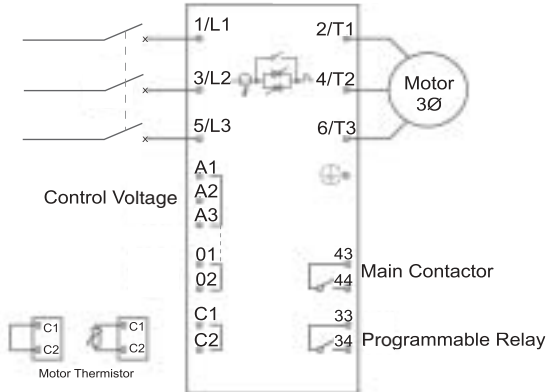 1/L1 2/T1
3/L2 4/T2
Motor
3Ø
5/L3 6/T3
A1
A2
A3
Control Voltage
01
02
43
44
Main Contactor
C1
C2
33
34
Programmable Relay
C1
C2
C1
C2
Motor Thermistor